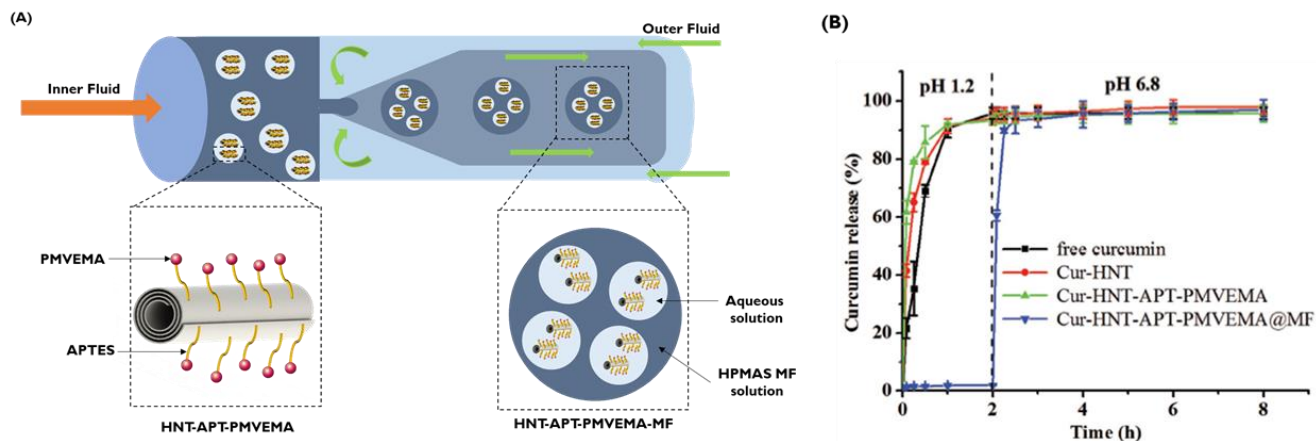 (A)
Inner Fluid
Outer Fluid
PMVEMA
APTES
HNT-APT-PMVEMA
Aqueous
solution
HPMAS MF
solution
HNT-APT-PMVEMA-MF
(B)
Curcumin release (%)
100
80
60
40
20
0
pH 1.2
pH 6.8
free curcumin
Cur-HNT
Cur-HNT-APT-PMVEMA
Cur-HNT-APT-PMVEMA@MF
0 2 4 6 8
Time (h)